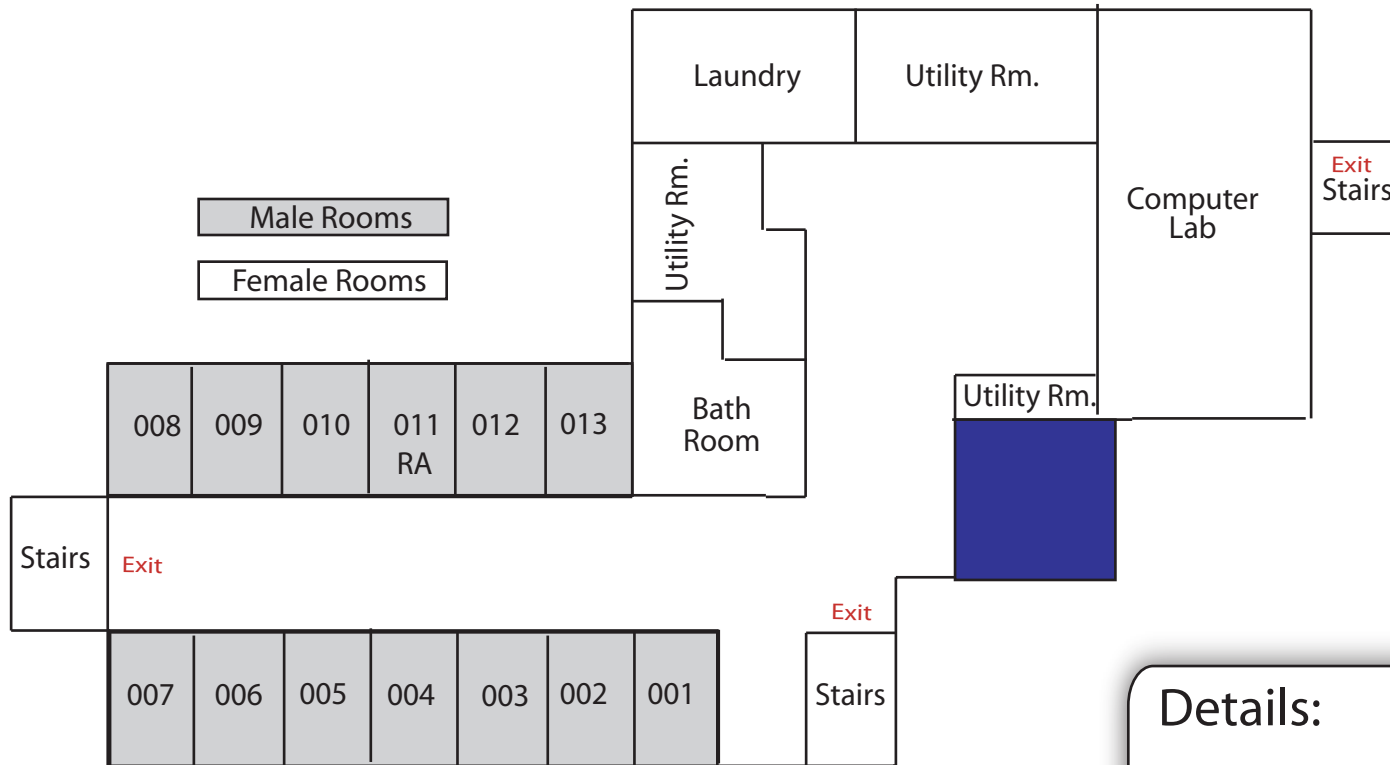 Laundry
Utility Rm.
Exit
Stairs
Computer
Lab
Utility Rm.
Male Rooms
Female Rooms
Utility Rm.
008
009
010
011
RA
012
013
Bath
Room
Stairs
Exit
Exit
007
006
005
004
003
002
001
Stairs
Details: